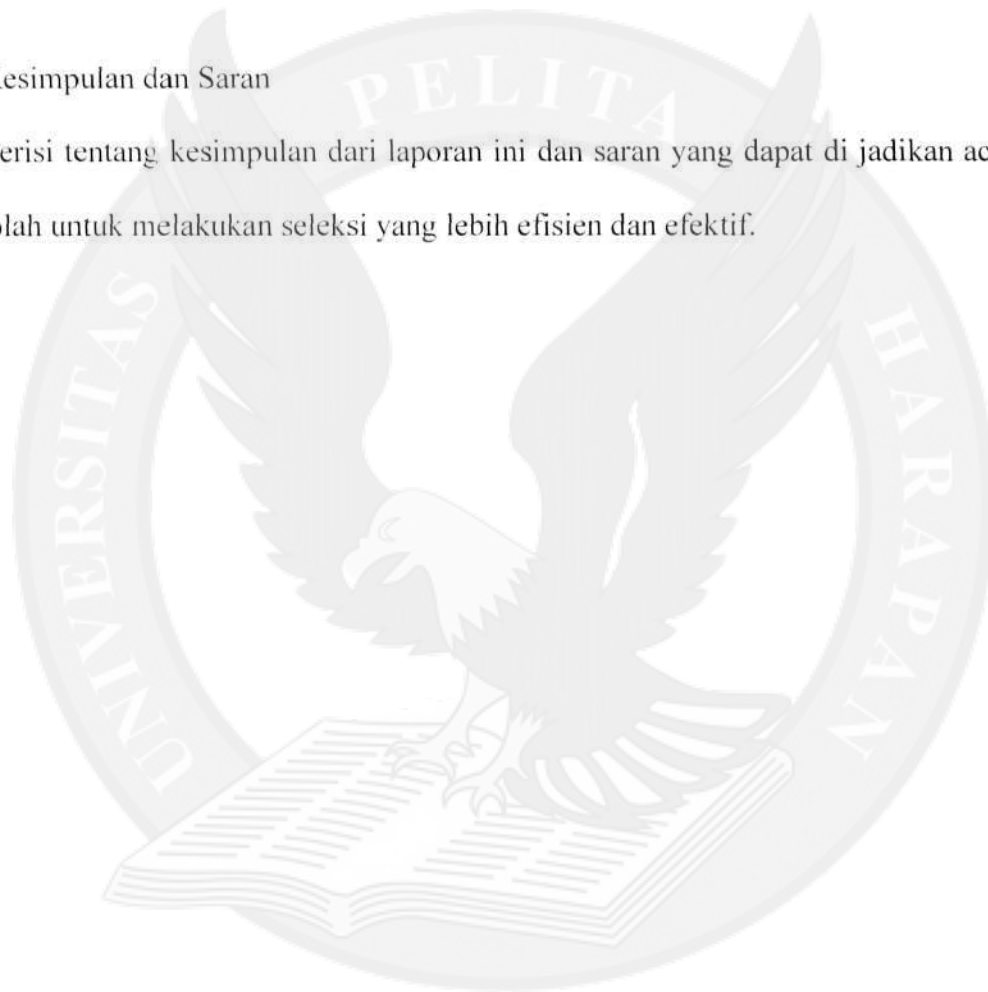 esimpulan dan Saran
erisi tentang kesimpulan dari laporan ini dan saran yang dapat di jadikan ac
olah untuk melakukan seleksi yang lebih efisien dan efektif.
UNIVERSITAS PELITA HARAPAN